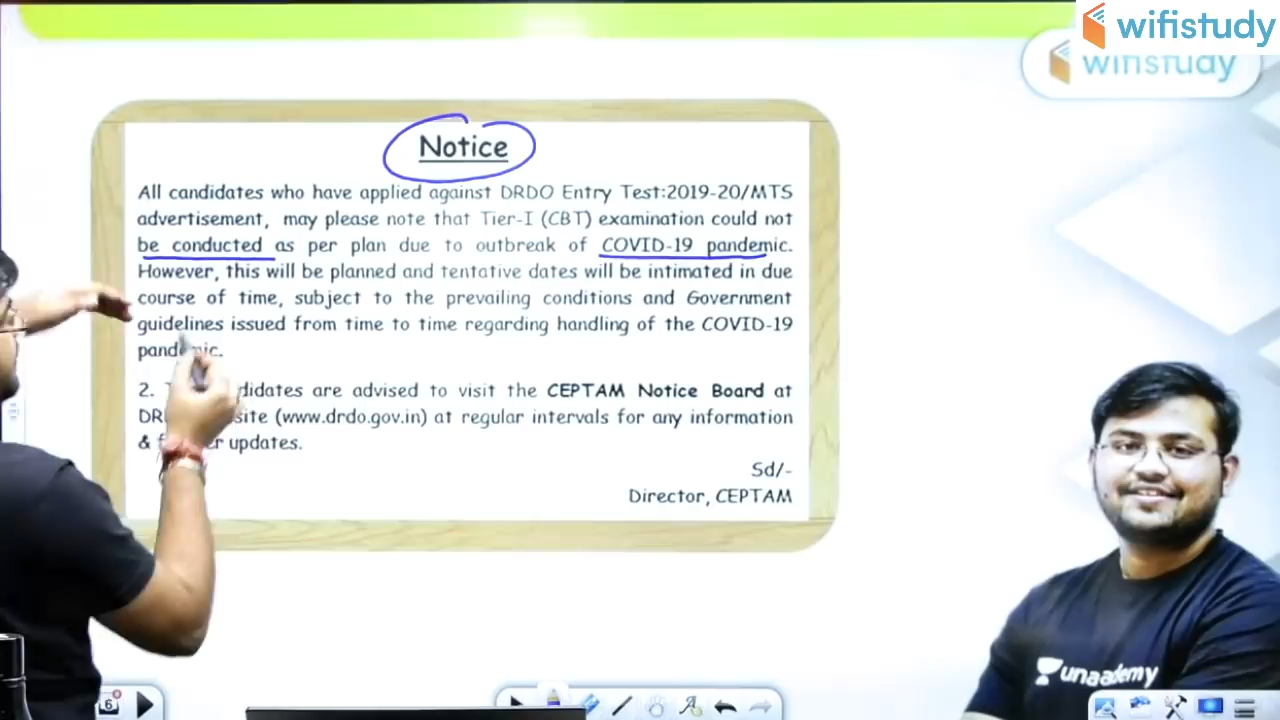 wifistudy
wifistudy
Notice
All candidates who have applied against DRDO Entry Test:2019-20/MTS
advertisement, may please note that Tier-I (CBT) examination could not
be conducted as per plan due to outbreak of COVID-19 pandemic.
However, this will be planned and tentative dates will be intimated in due
course of time, subject to the prevailing conditions and Government
guidelines issued from time to time regarding handling of the COVID-19
pandemic.
2. didates are advised to visit the CEPTAM Notice Board at
DR site (www.drdo.gov.in) at regular intervals for any information
& updates.
Sd/-
Director, CEPTAM
unacademy
6